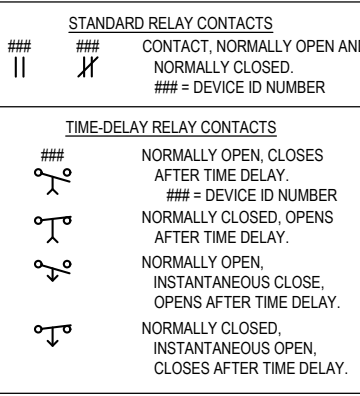 STANDARD RELAY CONTACTS
### ### CONTACT, NORMALLY OPEN AN
NORMALLY CLOSED.
### = DEVICE ID NUMBER
TIME-DELAY RELAY CONTACTS
### NORMALLY OPEN, CLOSES
AFTER TIME DELAY.
### = DEVICE ID NUMBER
NORMALLY CLOSED, OPENS
AFTER TIME DELAY.
NORMALLY OPEN,
INSTANTANEOUS CLOSE,
OPENS AFTER TIME DELAY.
NORMALLY CLOSED,
INSTANTANEOUS OPEN,
CLOSES AFTER TIME DELAY.